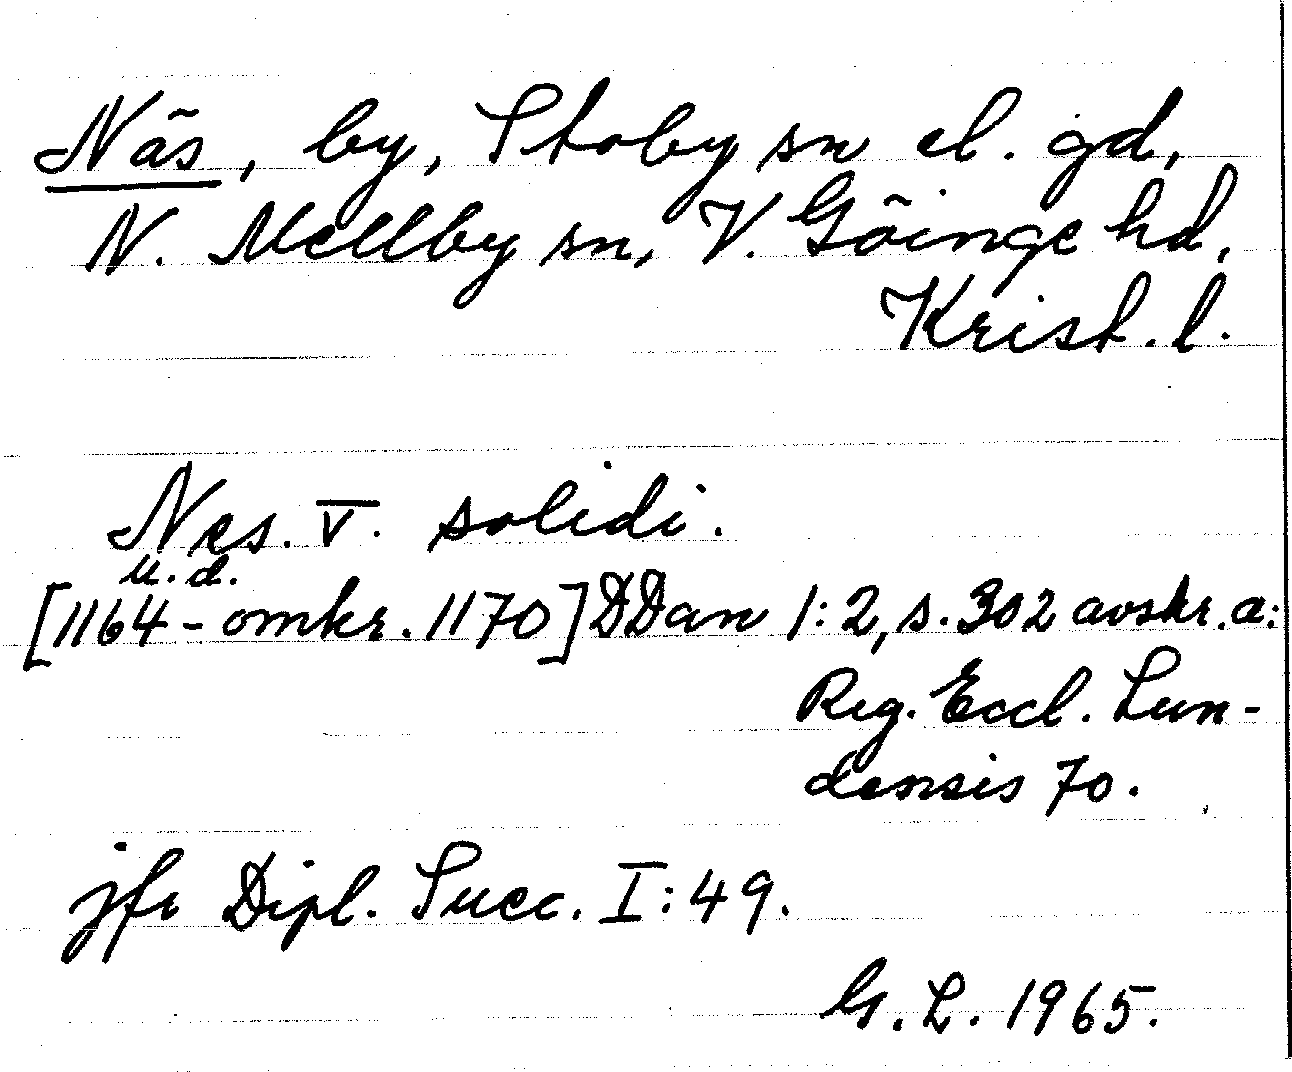 Näs, by, Stoby sn el. gd,
N. Mellby sn, V. Göinge hd,
Krist. l.
Nes. V. solidi.
u. d.
[1164 - omkr. 1170] DDan 1:2, s. 302 avskr. a:
Reg. Eccl. Lun-
densis 70.
jfr Dipl. Suec. I:49.
G. L. 1965.